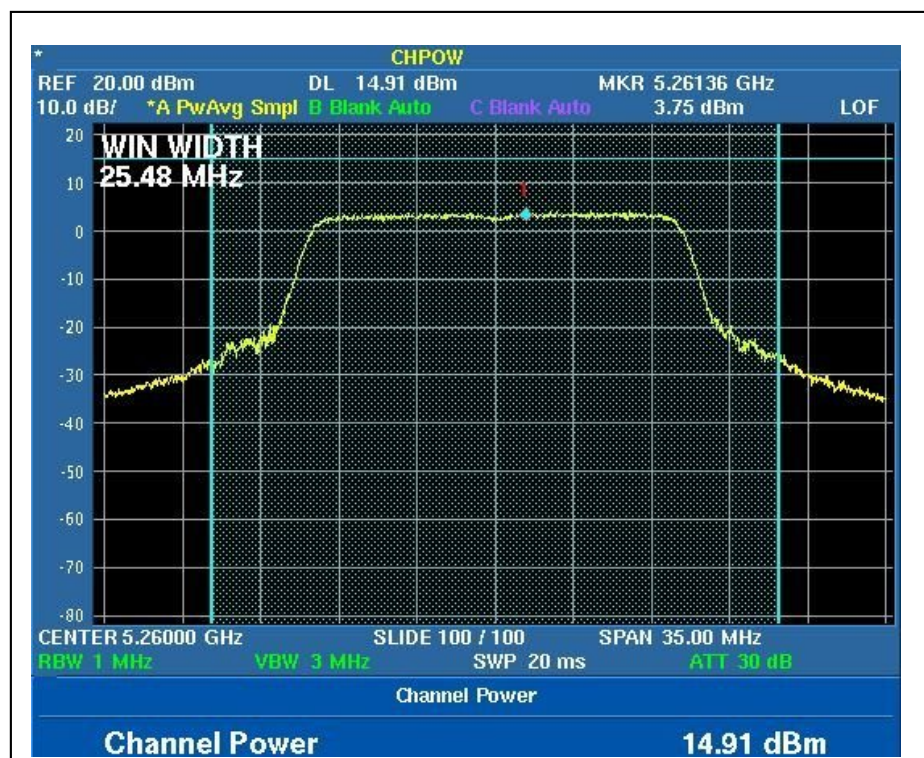 *
CHPOW
REF 20.00 dBm DL 14.91 dBm MKR 5.26136 GHz
10.0 dB/ *A PwAvg Smpl B Blank Auto C Blank Auto 3.75 dBm LOF
20
WIN WIDTH
10
25.48 MHz
0
-10
-20
-30
-40
-50
-60
-70
-80
CENTER 5.26000 GHz SLIDE 100 / 100 SPAN 35.00 MHz
RBW 1 MHz VBW 3 MHz SWP 20 ms ATT 30 dB
Channel Power
Channel Power 14.91 dBm